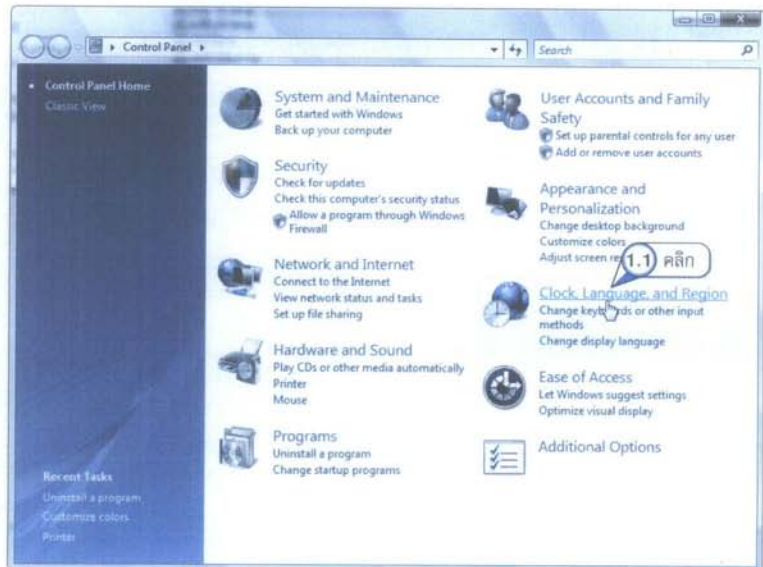 Control Panel
Search
Control Panel Home
Classic View
System and Maintenance
Get started with Windows
Back up your computer
Security
Check for updates
Check this computer's security status
Allow a program through Windows
Firewall
Network and Internet
Connect to the Internet
View network status and tasks
Set up file sharing
Hardware and Sound
Play CDs or other media automatically
Printer
Mouse
Programs
Uninstall a program
Change startup programs
User Accounts and Family
Safety
Set up parental controls for any user
Add or remove user accounts
Appearance and
Personalization
Change desktop background
Customize colors
Adjust screen
1.1 คลิก
Clock, Language, and Region
Change or other input
methods
Change display language
Ease of Access
Let Windows suggest settings
Optimize visual display
Additional Options
Recent Tasks
Uninstall a program
Customize colors
Printer